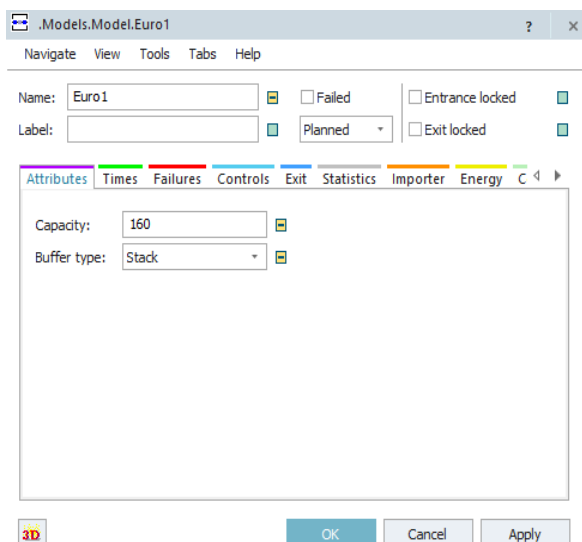 .Models.Model.Euro1 ? ×
Navigate View Tools Tabs Help
Name: Euro1 Failed Entrance locked
Label: Planned Exit locked
Attributes Times Failures Controls Exit Statistics Importer Energy C
Capacity: 160
Buffer type: Stack
3D OK Cancel Apply